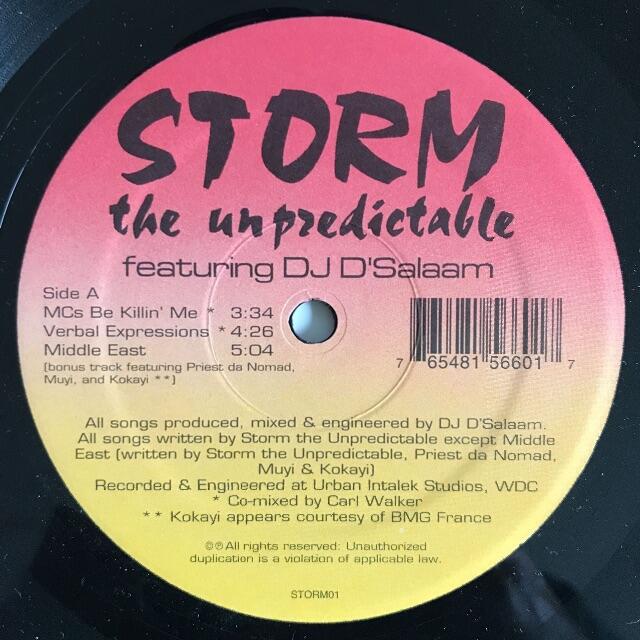 STORM
the unpredictable
featuring DJ D'Salaam
Side A
MCs Be Killin' Me * 3:34
Verbal Expressions * 4:26
Middle East 5:04
(bonus track featuring Priest da Nomad,
Muyi, and Kokayi **)
7 65481 56601 7
All songs produced, mixed & engineered by DJ D'Salaam.
All songs written by Storm the Unpredictable except Middle
East (written by Storm the Unpredictable, Priest da Nomad,
Muyi & Kokayi)
Recorded & Engineered at Urban Intalek Studios, WDC
* Co-mixed by Carl Walker
** Kokayi appears courtesy of BMG France
©℗ All rights reserved: Unauthorized
duplication is a violation of applicable law.
STORM01